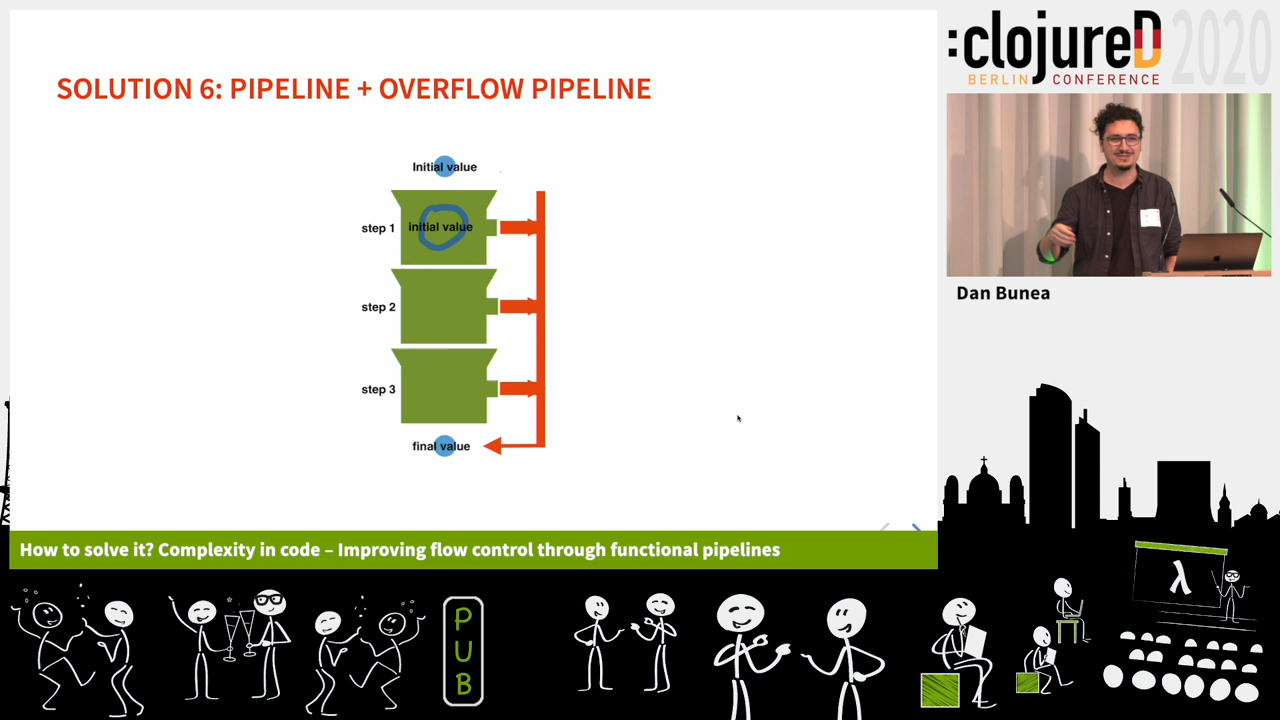 SOLUTION 6: PIPELINE + OVERFLOW PIPELINE
Initial value
step 1
initial value
step 2
step 3
final value
:clojureD 2020
BERLIN CONFERENCE
Dan Bunea
How to solve it? Complexity in code – Improving flow control through functional pipelines
PUB
λ